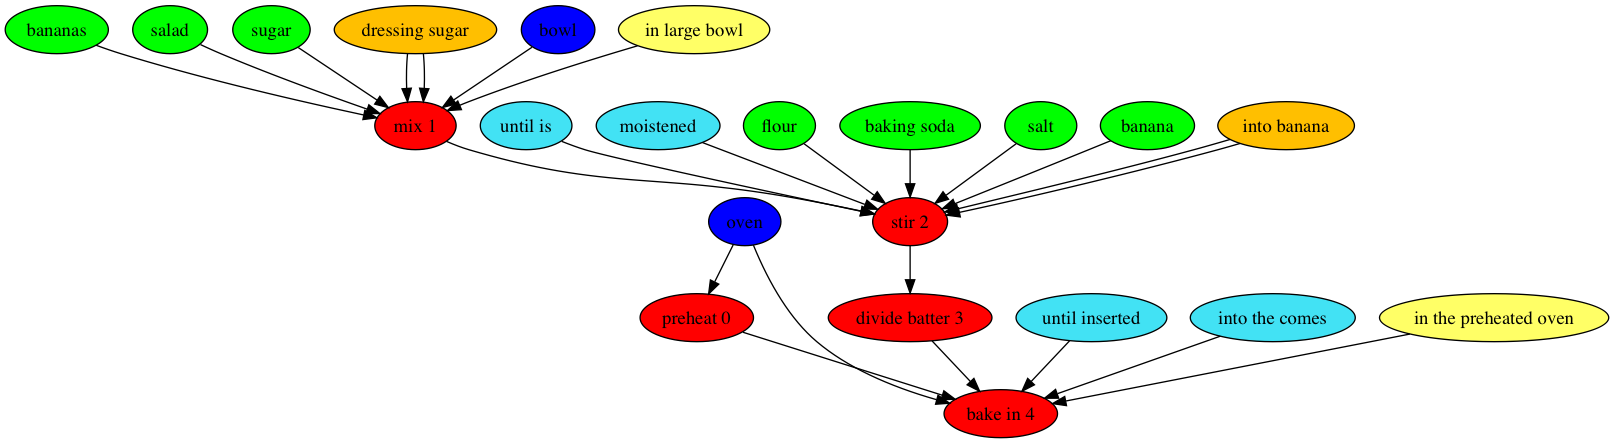 bananas
salad
sugar
dressing sugar
bowl
in large bowl
mix 1
until is
moistened
flour
baking soda
salt
banana
into banana
oven
stir 2
preheat 0
divide batter 3
until inserted
into the comes
in the preheated oven
bake in 4